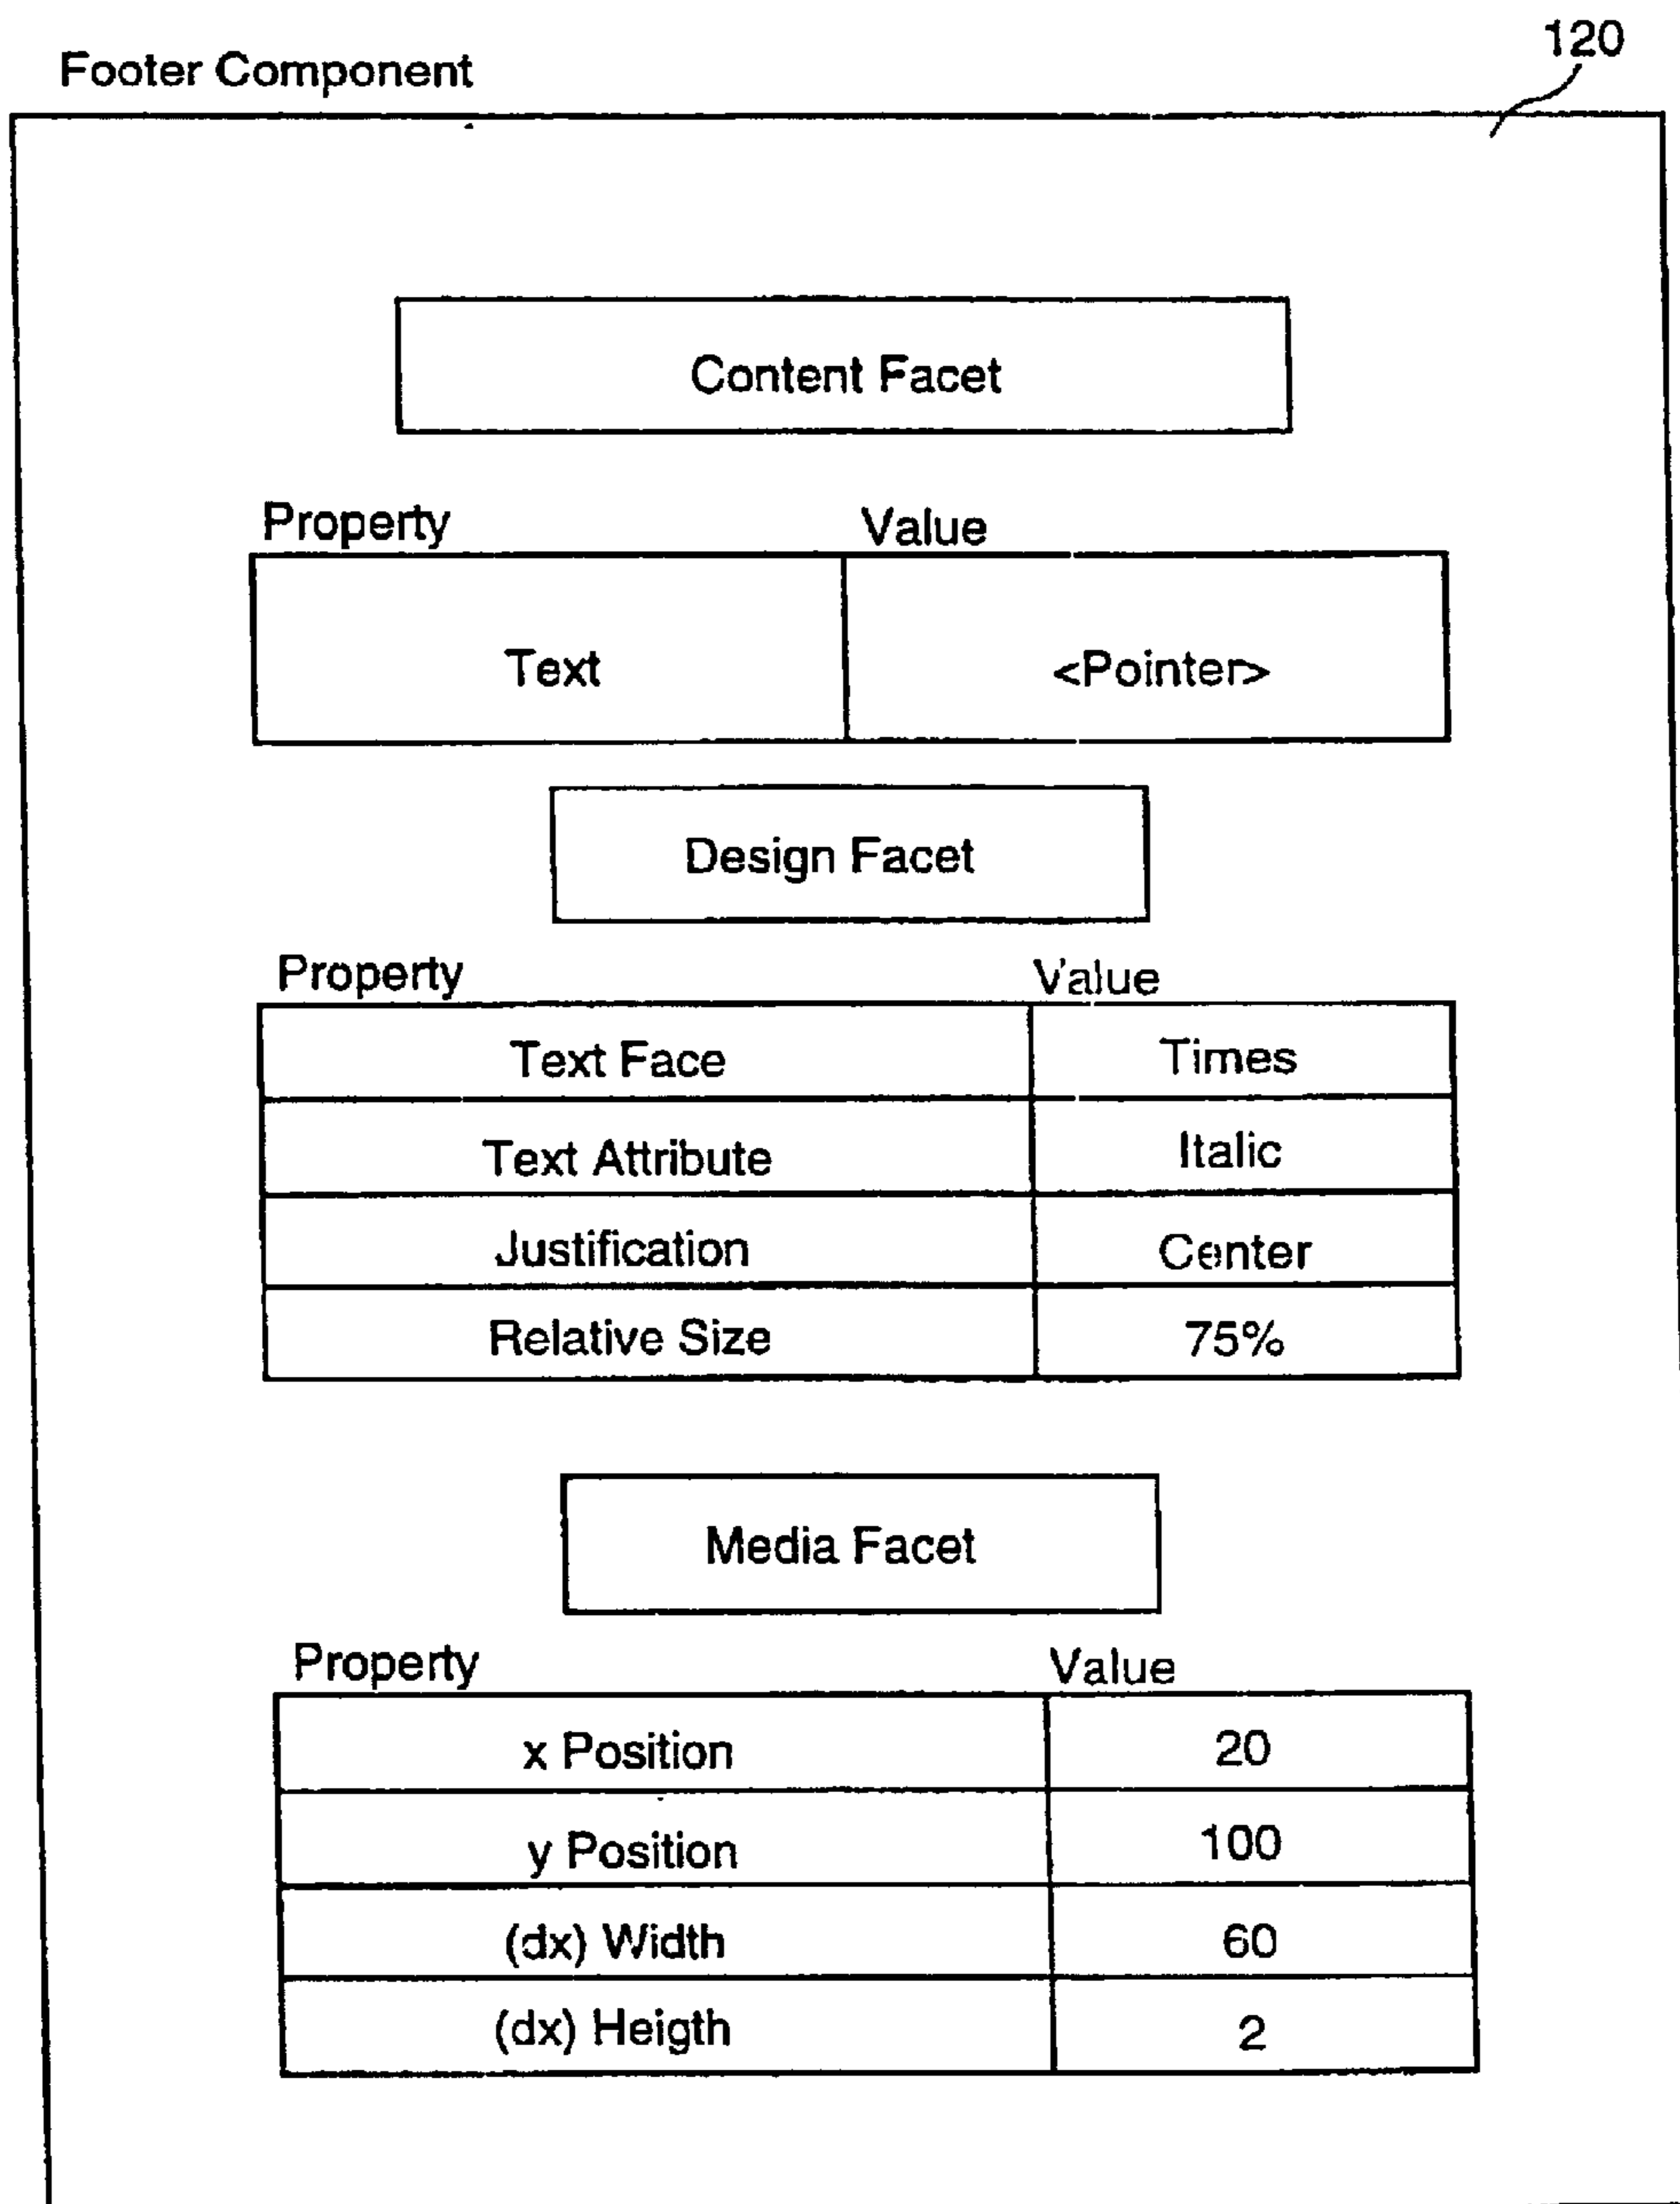 120
Footer Component
Content Facet
Property Value
Text <Pointer>
Design Facet
Property Value
Text Face Times
Text Attribute Italic
Justification Center
Relative Size 75%
Media Facet
Property Value
x Position 20
y Position 100
(dx) Width 60
(dx) Heigth 2